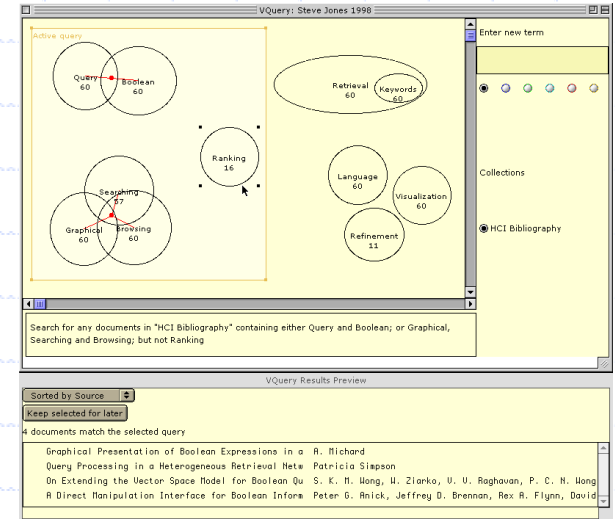 VQuery: Steve Jones 1998
Active query
Query
60
Boolean
60
Retrieval
60
Keywords
60
Ranking
16
Searching
57
Graphical
60
Browsing
60
Language
60
Visualization
60
Refinement
11
Enter new term
Collections
HCI Bibliography
Search for any documents in "HCI Bibliography" containing either Query and Boolean; or Graphical,
Searching and Browsing; but not Ranking
VQuery Results Preview
Sorted by Source
Keep selected for later
4 documents match the selected query
Graphical Presentation of Boolean Expressions in a A. Michard
Query Processing in a Heterogeneous Retrieval Netw Patricia Simpson
On Extending the Vector Space Model for Boolean Qu S. K. M. Wong, W. Ziarko, V. V. Raghavan, P. C. N. Wong
A Direct Manipulation Interface for Boolean Inform Peter G. Anick, Jeffrey D. Brennan, Rex A. Flynn, David